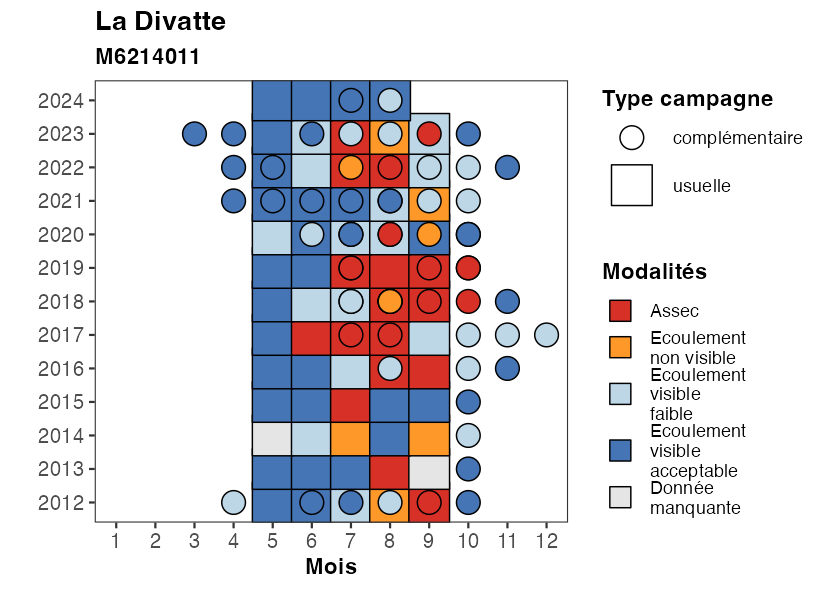 La Divatte
M6214011
2024
2023
2022
2021
2020
2019
2018
2017
2016
2015
2014
2013
2012
1 2 3 4 5 6 7 8 9 10 11 12
Mois
Type campagne
complémentaire
usuelle
Modalités
Assec
Ecoulement
non visible
Ecoulement
visible
faible
Ecoulement
visible
acceptable
Donnée
manquante